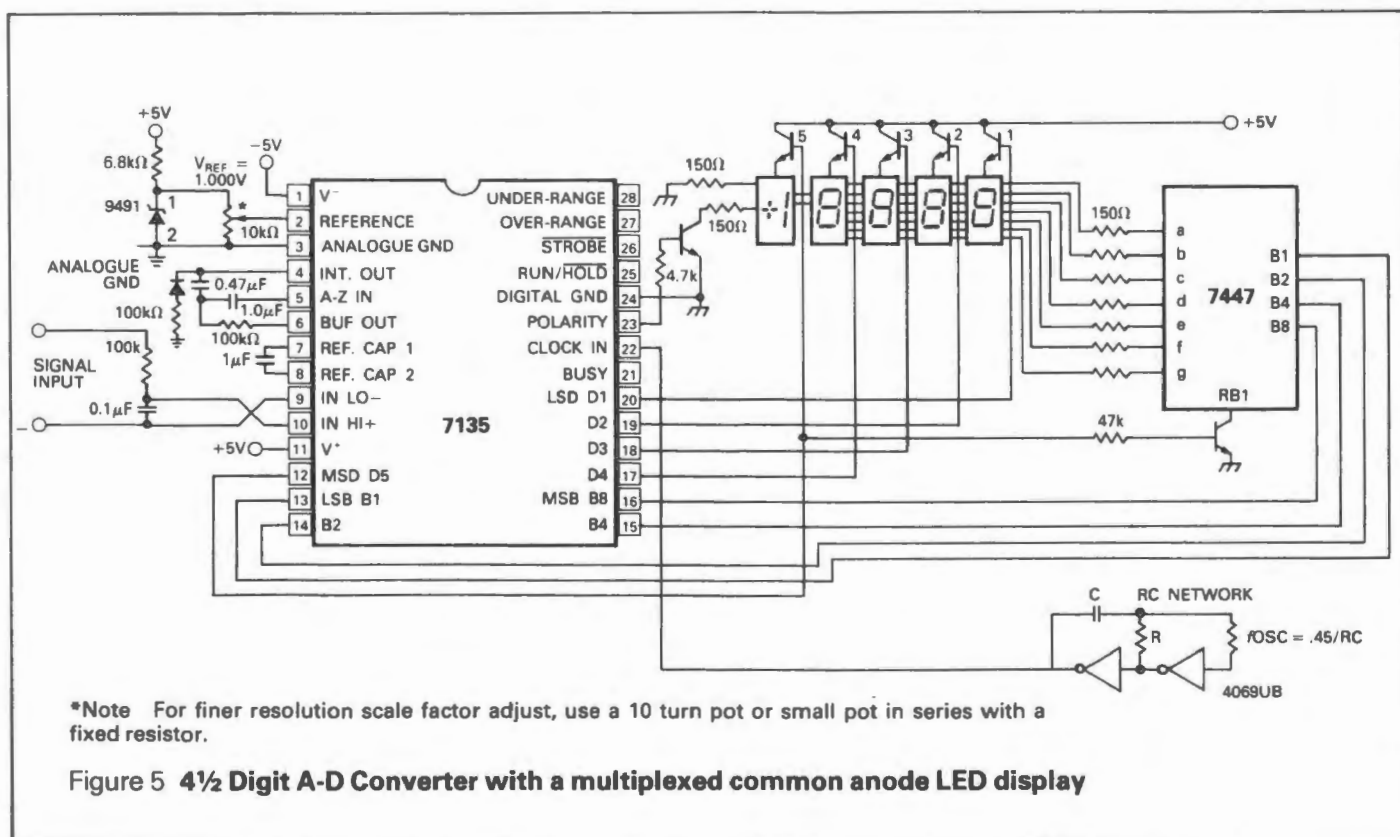 +5V
6.8kΩ
V_REF =
1.000V
-5V
9491
1
2
*
10kΩ
ANALOGUE
GND
0.47μF
1.0μF
100kΩ
100kΩ
1μF
100k
SIGNAL
INPUT
0.1μF
–
+5V
1 V⁻
2 REFERENCE
3 ANALOGUE GND
4 INT. OUT
5 A-Z IN
6 BUF OUT
7 REF. CAP 1
8 REF. CAP 2
9 IN LO-
10 IN HI+
11 V⁺
12 MSD D5
13 LSB B1
14 B2
7135
UNDER-RANGE 28
OVER-RANGE 27
STROBE 26
RUN/HOLD 25
DIGITAL GND 24
POLARITY 23
CLOCK IN 22
BUSY 21
LSD D1 20
D2 19
D3 18
D4 17
MSB B8 16
B4 15
150Ω
150Ω
4.7k
5 4 3 2 1
+5V
+1 8 8 8 8
150Ω
a
b
c
d
e
f
g
7447
B1
B2
B4
B8
RB1
47k
C RC NETWORK
R
fOSC = .45/RC
4069UB
*Note For finer resolution scale factor adjust, use a 10 turn pot or small pot in series with a
fixed resistor.
Figure 5 4½ Digit A-D Converter with a multiplexed common anode LED display